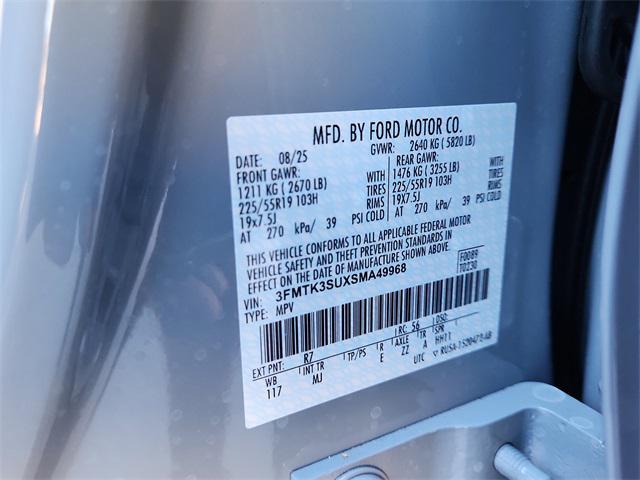 MFD. BY FORD MOTOR CO.
DATE: 08/25 GVWR: 2640 KG ( 5820 LB)
FRONT GAWR: REAR GAWR:
1211 KG ( 2670 LB) WITH 1476 KG ( 3255 LB) WITH
225/55R19 103H TIRES 225/55R19 103H TIRES
19x7.5J RIMS 19x7.5J RIMS
AT 270 kPa/ 39 PSI COLD AT 270 kPa/ 39 PSI COLD
THIS VEHICLE CONFORMS TO ALL APPLICABLE FEDERAL MOTOR
VEHICLE SAFETY AND THEFT PREVENTION STANDARDS IN
EFFECT ON THE DATE OF MANUFACTURE SHOWN ABOVE.
VIN: 3FMTK3SUXSMA49968 F0089
TYPE: MPV T0230
EXT PNT: R7 RC: 56 DSO:
WB INT TR TP/PS R AXLE TR SPR
117 MJ E ZZ A HH11
UTC